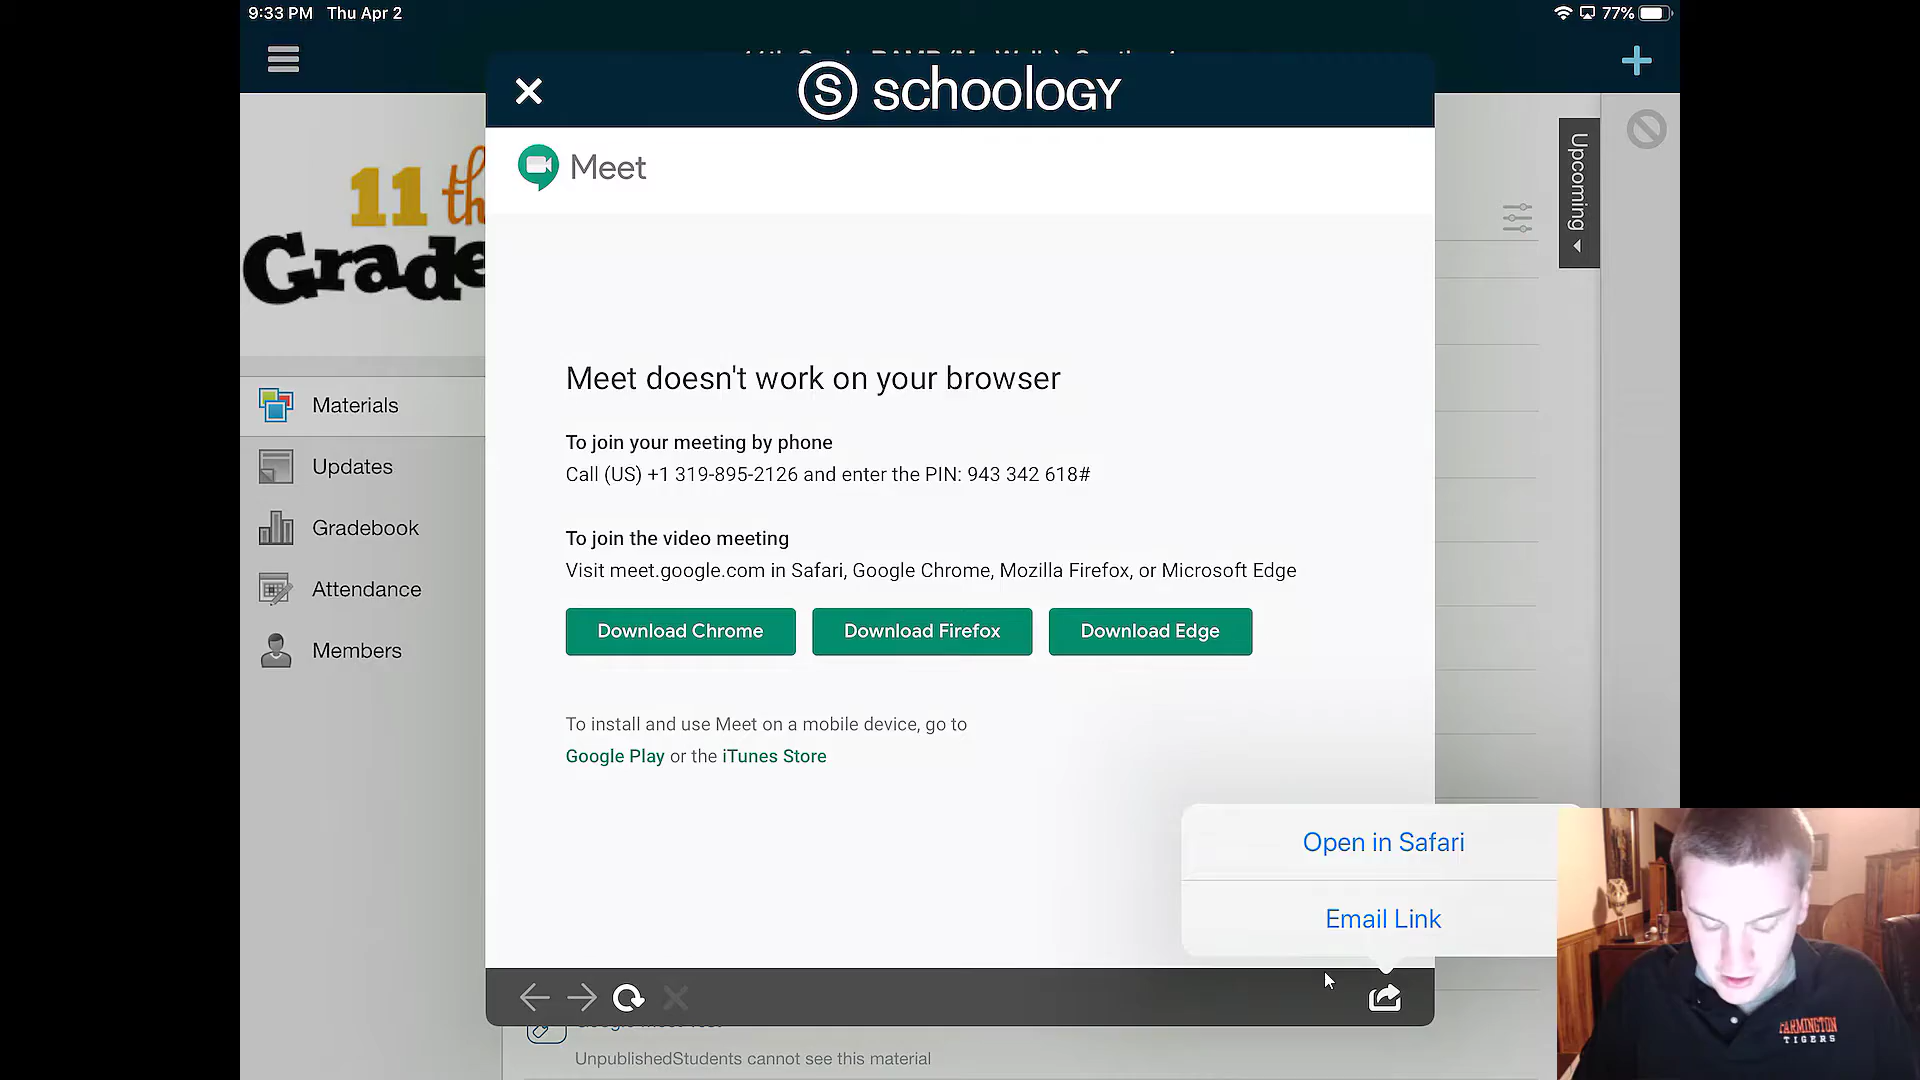 9:33 PM Thu Apr 2
77%
schoology
Meet
11 th
Grade
Upcoming
Materials
Updates
Gradebook
Attendance
Members
Meet doesn't work on your browser
To join your meeting by phone
Call (US) +1 319-895-2126 and enter the PIN: 943 342 618#
To join the video meeting
Visit meet.google.com in Safari, Google Chrome, Mozilla Firefox, or Microsoft Edge
Download Chrome
Download Firefox
Download Edge
To install and use Meet on a mobile device, go to
Google Play or the iTunes Store
Open in Safari
Email Link
UnpublishedStudents cannot see this material
FARMINGTON
TIGERS